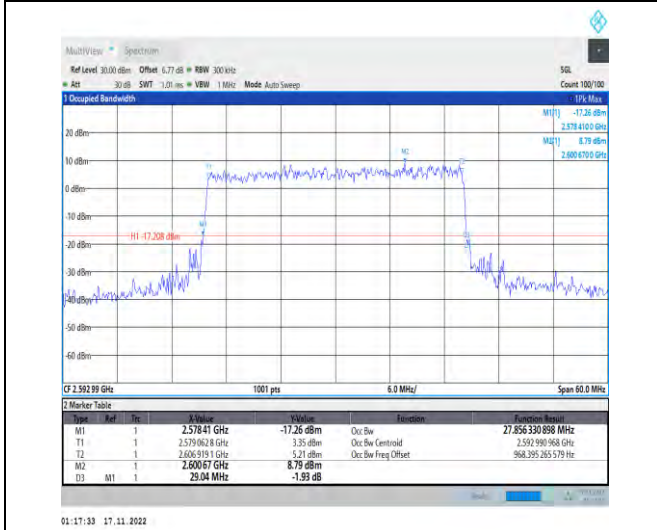 MultiView Spectrum
Ref Level 30.00 dBm Offset 6.77 dB RBW 300 kHz SGL
Att 30 dB SWT 1.01 ms VBW 1 MHz Mode Auto Sweep Count 100/100
1 Occupied Bandwidth 1Pk Max
M1[1] -17.26 dBm
2.578 4100 GHz
20 dBm
M2[1] 8.79 dBm
2.600 6700 GHz
10 dBm
T1
M2
T2
0 dBm
-10 dBm
M1
H1 -17.208 dBm
D3
-20 dBm
-30 dBm
-40 dBm
-50 dBm
-60 dBm
CF 2.592 99 GHz 1001 pts 6.0 MHz/ Span 60.0 MHz
2 Marker Table
Type Ref Trc X-Value Y-Value Function Function Result
M1 1 2.578 41 GHz -17.26 dBm Occ Bw 27.856 330 898 MHz
T1 1 2.579 062 8 GHz 3.35 dBm Occ Bw Centroid 2.592 990 968 GHz
T2 1 2.606 919 1 GHz 5.21 dBm Occ Bw Freq Offset 968.395 265 579 Hz
M2 1 2.600 67 GHz 8.79 dBm
D3 M1 1 29.04 MHz -1.93 dB
Ready
01:17:33 17.11.2022